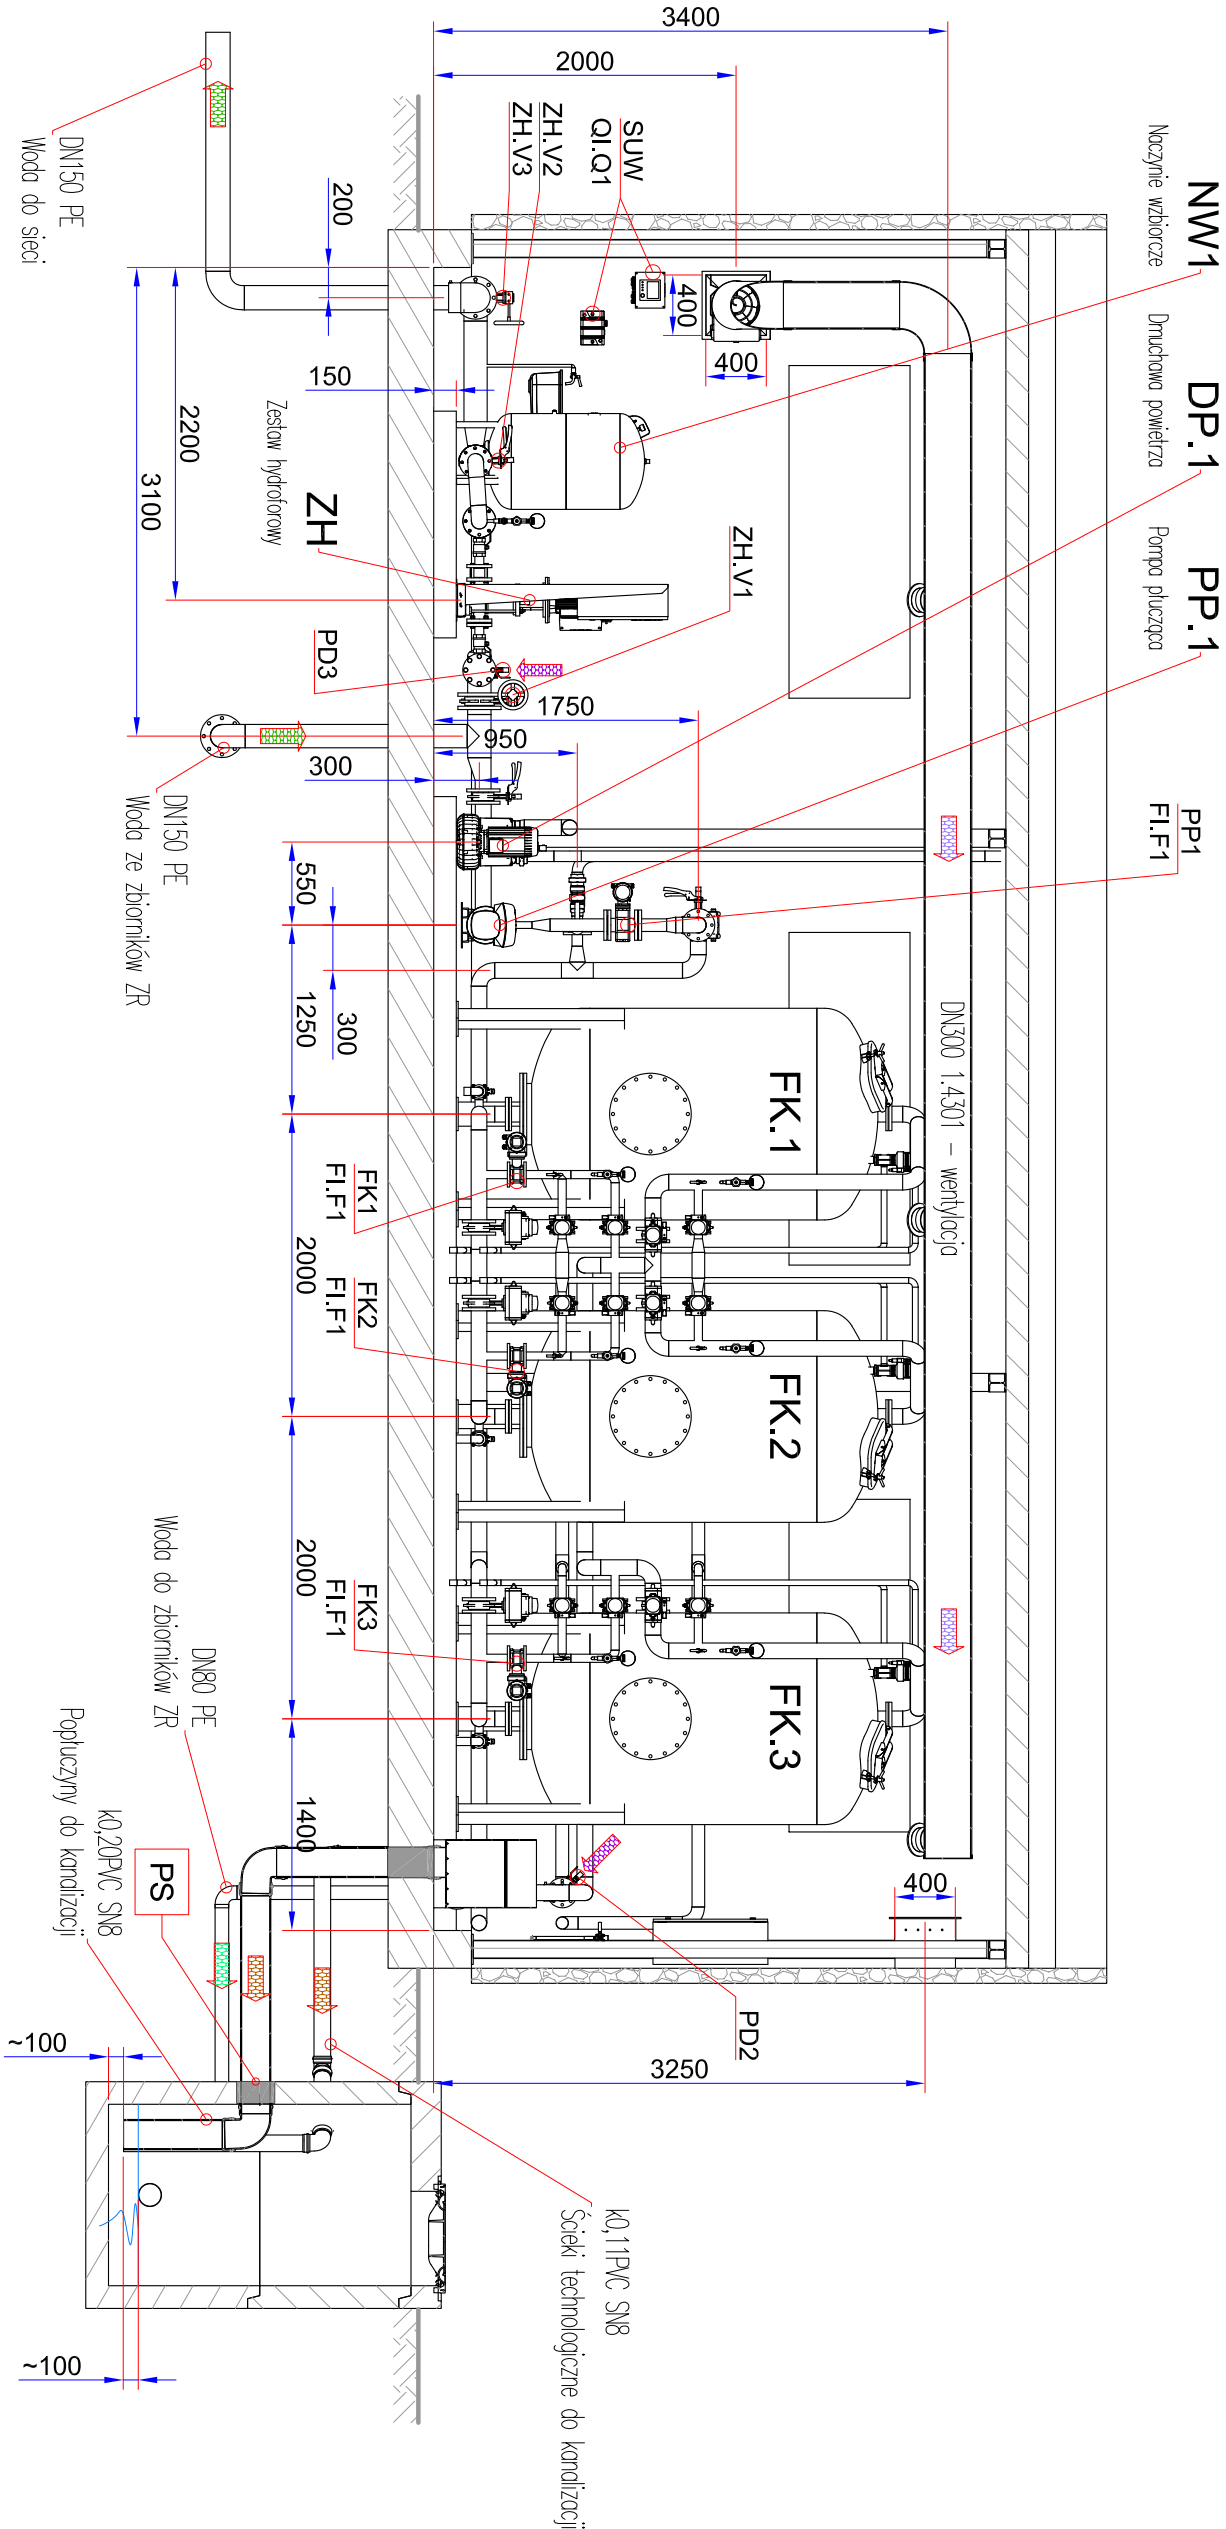 NW1
Naczynie wzbiorcze
DP.1
Dmuchawa powietrza
PP.1
Pompa płucząca
PP1
FI.F1
3400
2000
SUW
QI.Q1
ZH.V2
ZH.V3
400
400
ZH.V1
DN300 1.4301 - wentylacja
1750
950
300
FK.1
FK.2
FK.3
400
PD2
3250
200
150
2200
3100
Zestaw hydroforowy
ZH
PD3
550
300
1250
FK1
FI.F1
2000
FK2
FI.F1
2000
FK3
FI.F1
1400
DN150 PE
Woda do sieci
DN150 PE
Woda ze zbiorników ZR
DN80 PE
Woda do zbiorników ZR
k0,20PVC SN8
Popłuczyny do kanalizacji
PS
~100
~100
k0,11PVC SN8
Ścieki technologiczne do kanalizacji